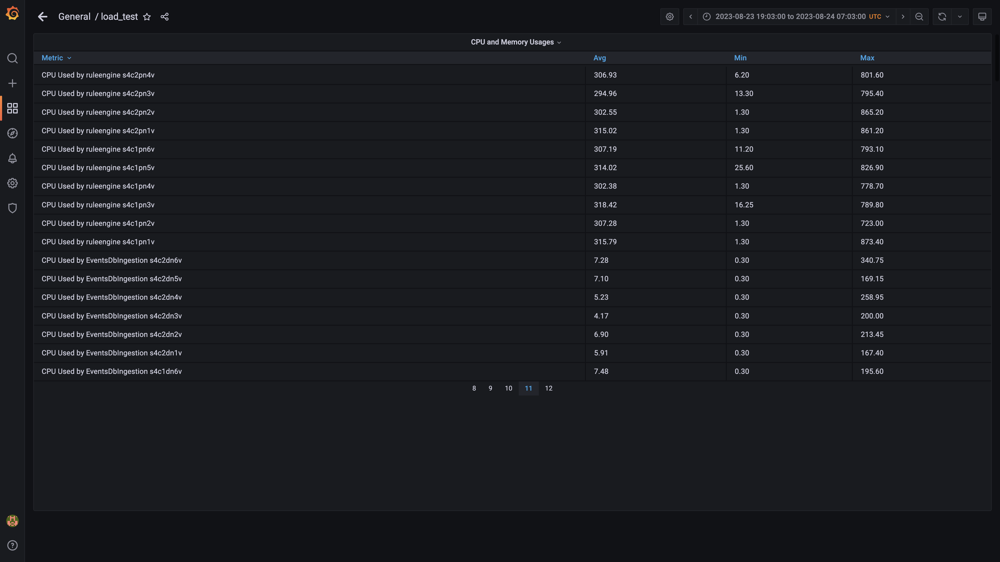 General / load_test
2023-08-23 19:03:00 to 2023-08-24 07:03:00 UTC
CPU and Memory Usages
Metric Avg Min Max
CPU Used by ruleengine s4c2pn4v 306.93 6.20 801.60
CPU Used by ruleengine s4c2pn3v 294.96 13.30 795.40
CPU Used by ruleengine s4c2pn2v 302.55 1.30 865.20
CPU Used by ruleengine s4c2pn1v 315.02 1.30 861.20
CPU Used by ruleengine s4c1pn6v 307.19 11.20 793.10
CPU Used by ruleengine s4c1pn5v 314.02 25.60 826.90
CPU Used by ruleengine s4c1pn4v 302.38 1.30 778.70
CPU Used by ruleengine s4c1pn3v 318.42 16.25 789.80
CPU Used by ruleengine s4c1pn2v 307.28 1.30 723.00
CPU Used by ruleengine s4c1pn1v 315.79 1.30 873.40
CPU Used by EventsDbIngestion s4c2dn6v 7.28 0.30 340.75
CPU Used by EventsDbIngestion s4c2dn5v 7.10 0.30 169.15
CPU Used by EventsDbIngestion s4c2dn4v 5.23 0.30 258.95
CPU Used by EventsDbIngestion s4c2dn3v 4.17 0.30 200.00
CPU Used by EventsDbIngestion s4c2dn2v 6.90 0.30 213.45
CPU Used by EventsDbIngestion s4c2dn1v 5.91 0.30 167.40
CPU Used by EventsDbIngestion s4c1dn6v 7.48 0.30 195.60
8 9 10 11 12